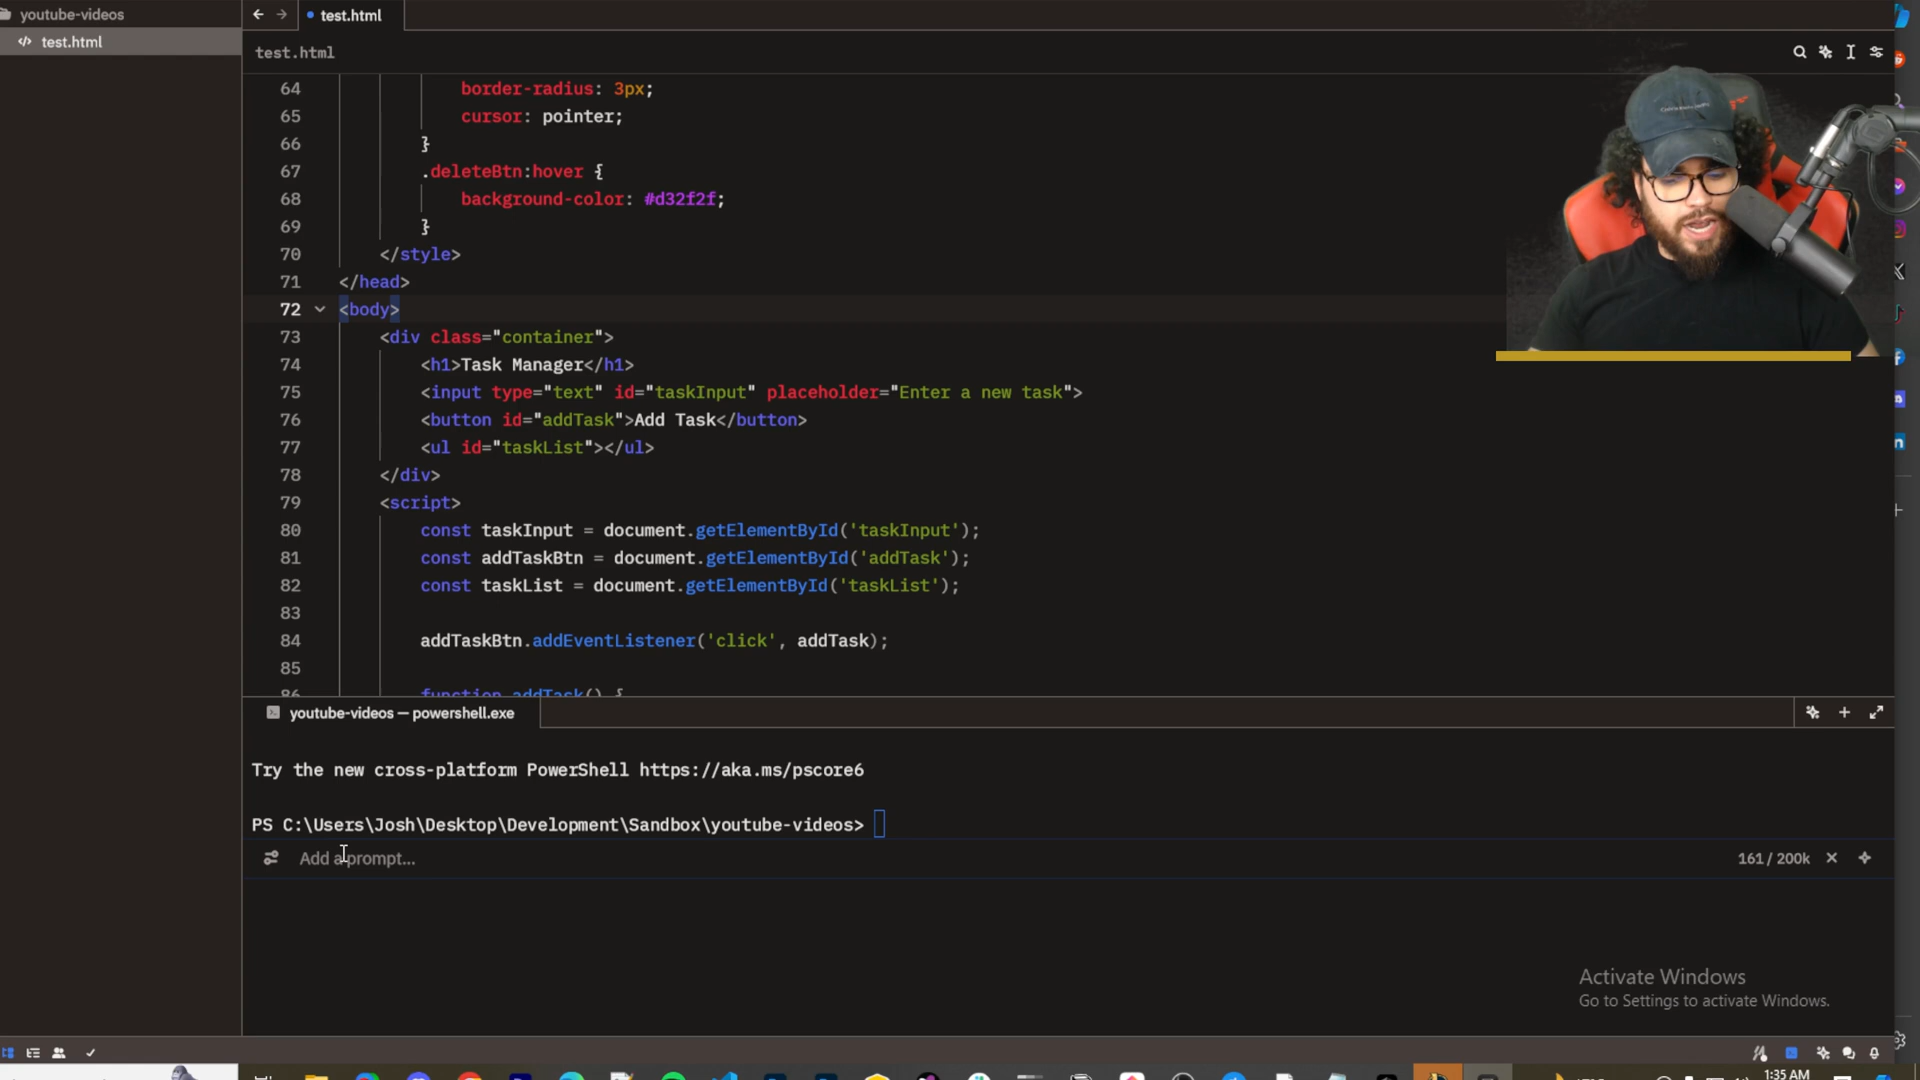 youtube-videos
test.html
test.html
test.html
64 border-radius: 3px;
65 cursor: pointer;
66 }
67 .deleteBtn:hover {
68 background-color: #d32f2f;
69 }
70 </style>
71 </head>
72 <body>
73 <div class="container">
74 <h1>Task Manager</h1>
75 <input type="text" id="taskInput" placeholder="Enter a new task">
76 <button id="addTask">Add Task</button>
77 <ul id="taskList"></ul>
78 </div>
79 <script>
80 const taskInput = document.getElementById('taskInput');
81 const addTaskBtn = document.getElementById('addTask');
82 const taskList = document.getElementById('taskList');
83
84 addTaskBtn.addEventListener('click', addTask);
85
86 function addTask() {
youtube-videos — powershell.exe
Try the new cross-platform PowerShell https://aka.ms/pscore6
PS C:\Users\Josh\Desktop\Development\Sandbox\youtube-videos>
Add a prompt...
161 / 200k
Activate Windows
Go to Settings to activate Windows.
1:35 AM